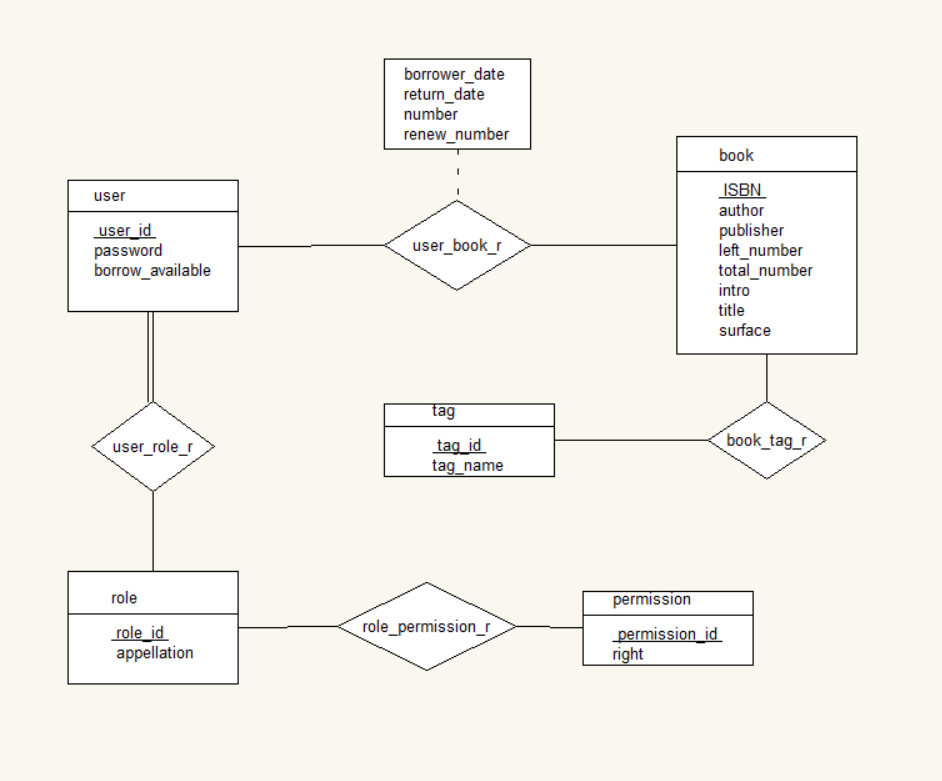 borrower_date
return_date
number
renew_number
user
user_id
password
borrow_available
user_book_r
book
ISBN
author
publisher
left_number
total_number
intro
title
surface
user_role_r
tag
tag_id
tag_name
book_tag_r
role
role_id
appellation
role_permission_r
permission
permission_id
right